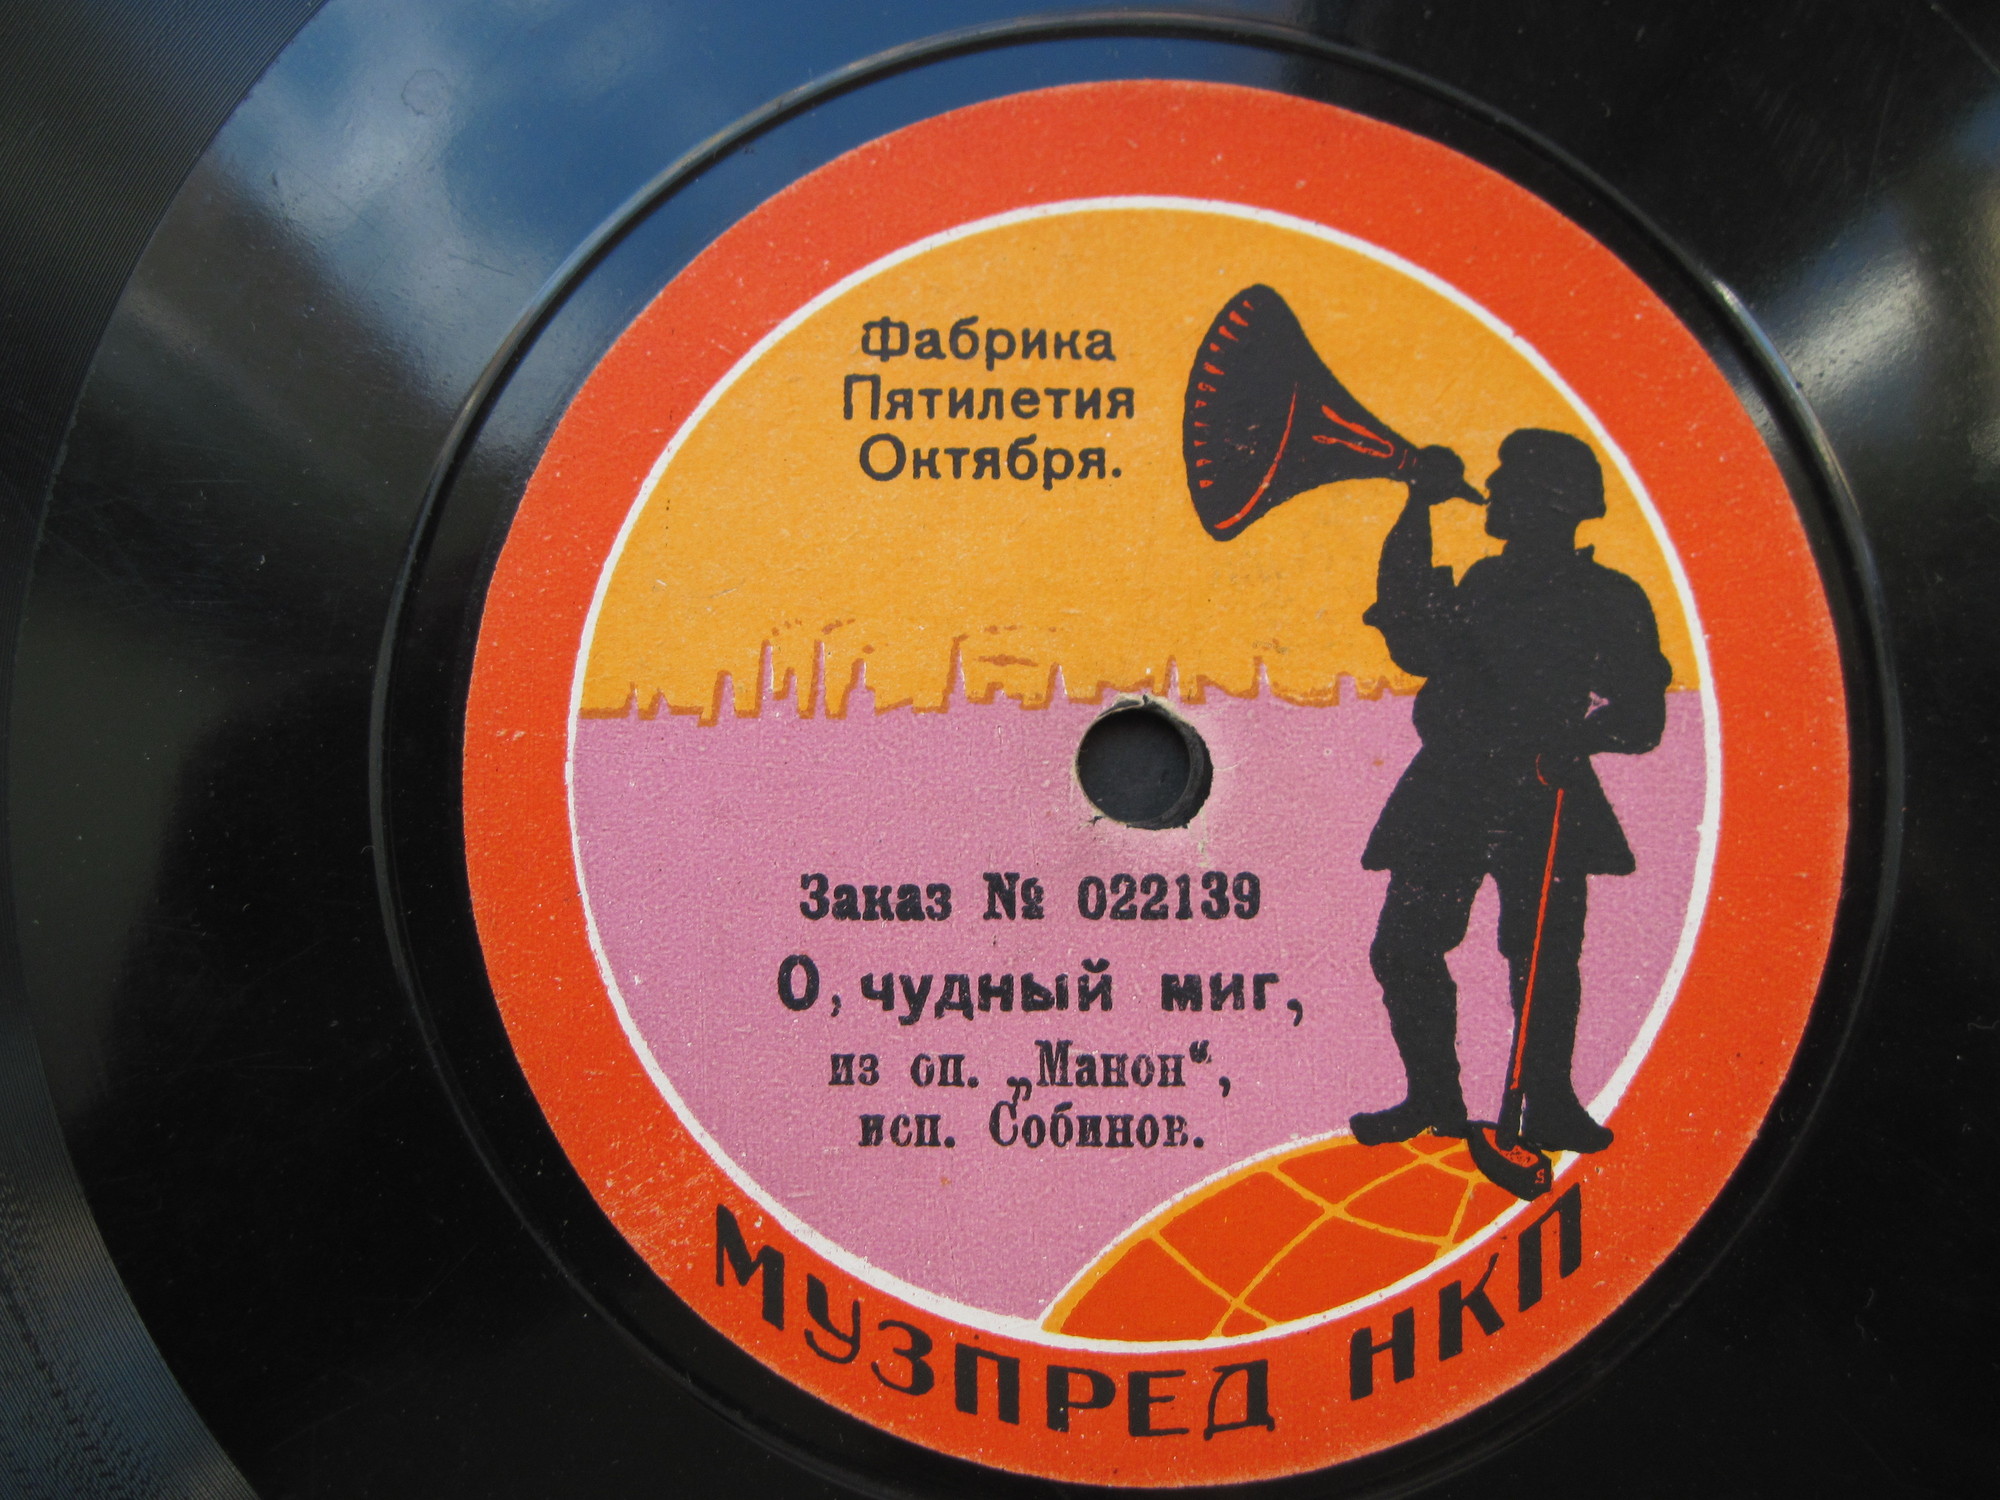 Фабрика
Пятилетия
Октября.
Заказ № 022139
О, чудный миг,
из оп. „Манон“,
исп. Собинов.
МУЗПРЕД НКП